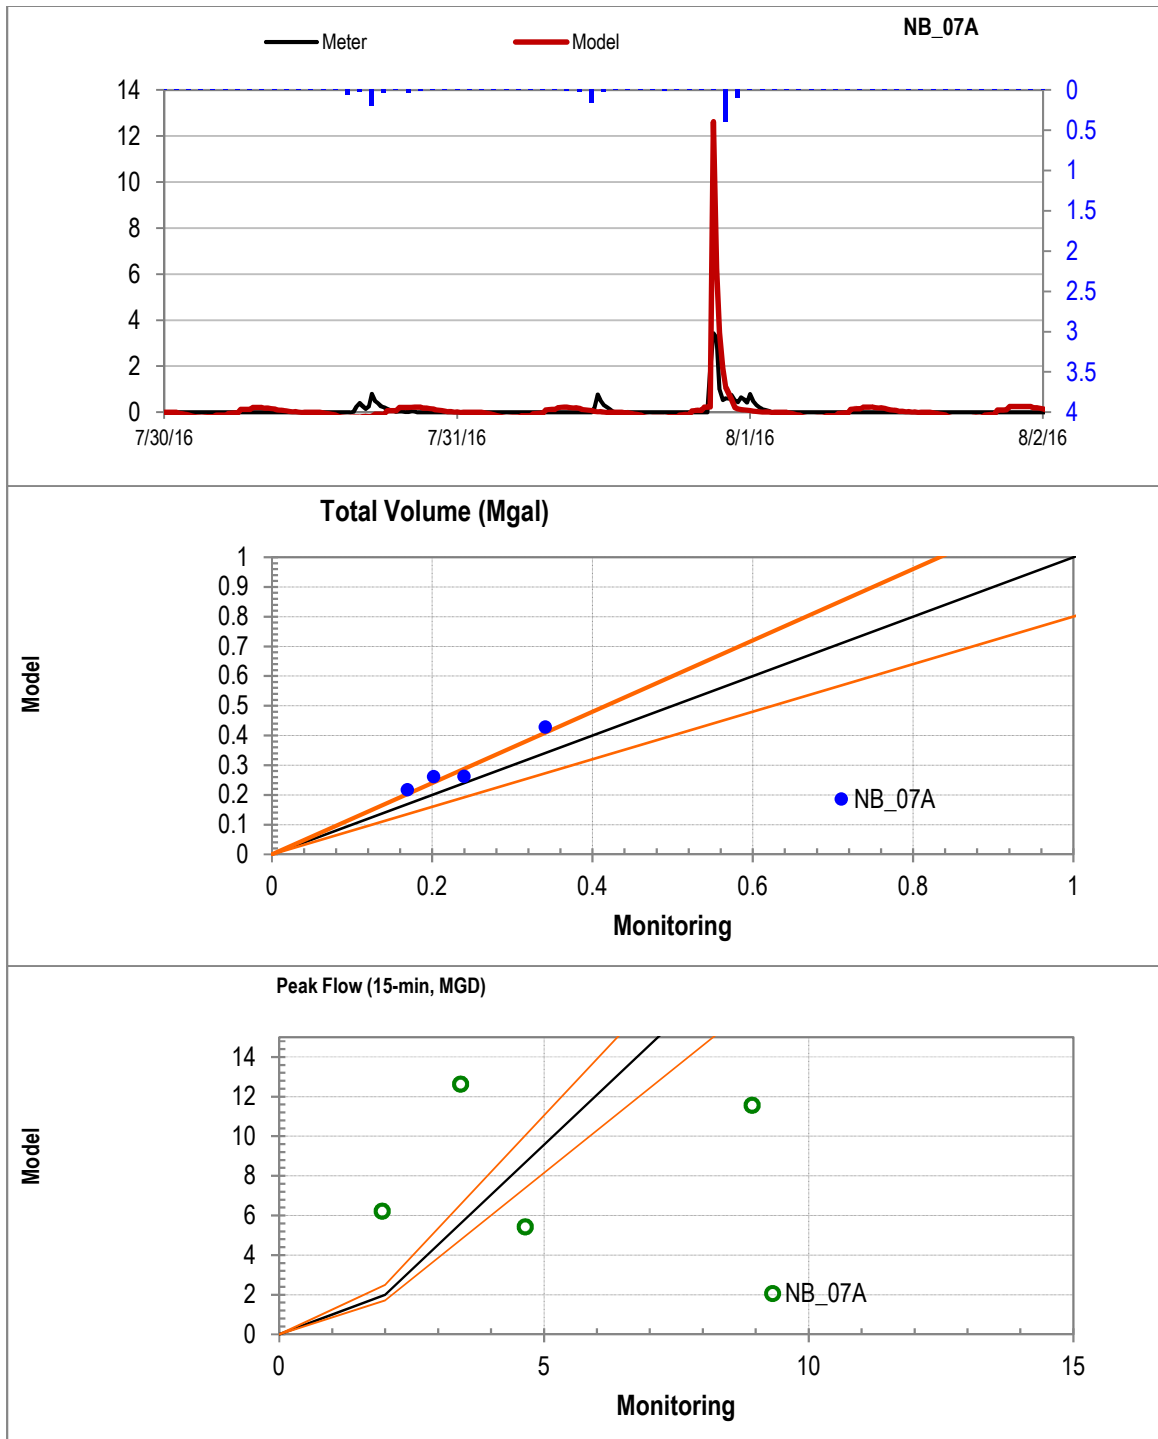 Meter Model NB_07A
14 0
12 0.5
10 1
8 1.5
6 2
4 2.5
2 3
0 3.5
4
7/30/16 7/31/16 8/1/16 8/2/16
Total Volume (Mgal)
1
0.9
0.8
0.7
0.6
0.5
0.4
0.3
0.2
0.1
0
Model
NB_07A
0 0.2 0.4 0.6 0.8 1
Monitoring
Peak Flow (15-min, MGD)
14
12
10
8
6
4
2
0
Model
NB_07A
0 5 10 15
Monitoring